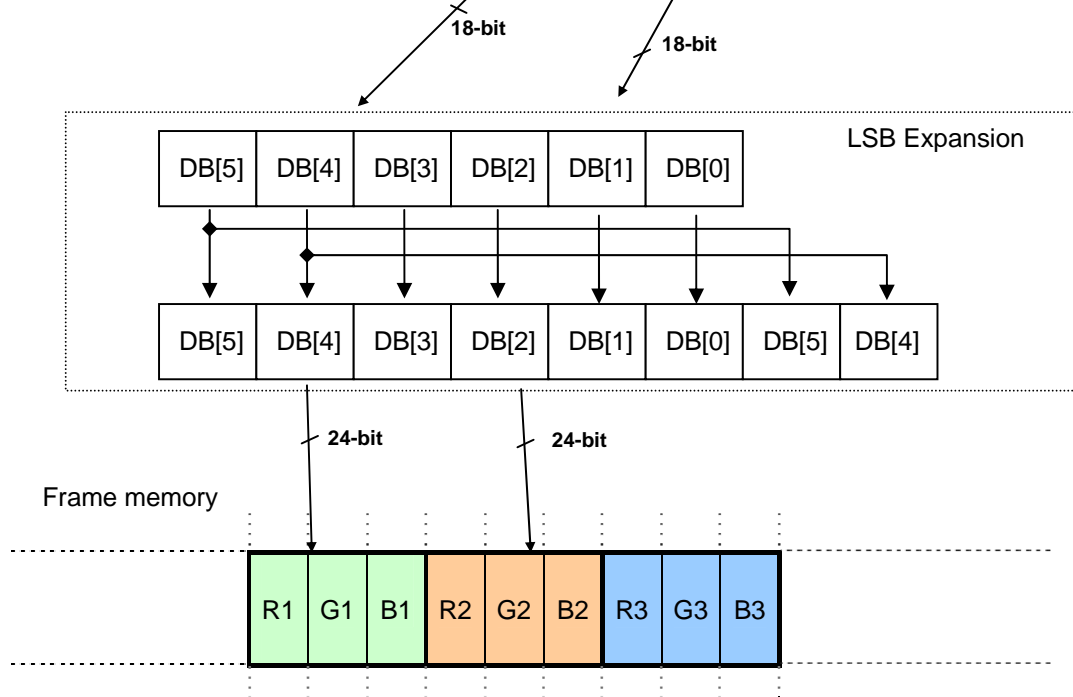 18-bit
18-bit
LSB Expansion
DB[5] DB[4] DB[3] DB[2] DB[1] DB[0]
DB[5] DB[4] DB[3] DB[2] DB[1] DB[0] DB[5] DB[4]
24-bit
24-bit
Frame memory
R1 G1 B1 R2 G2 B2 R3 G3 B3